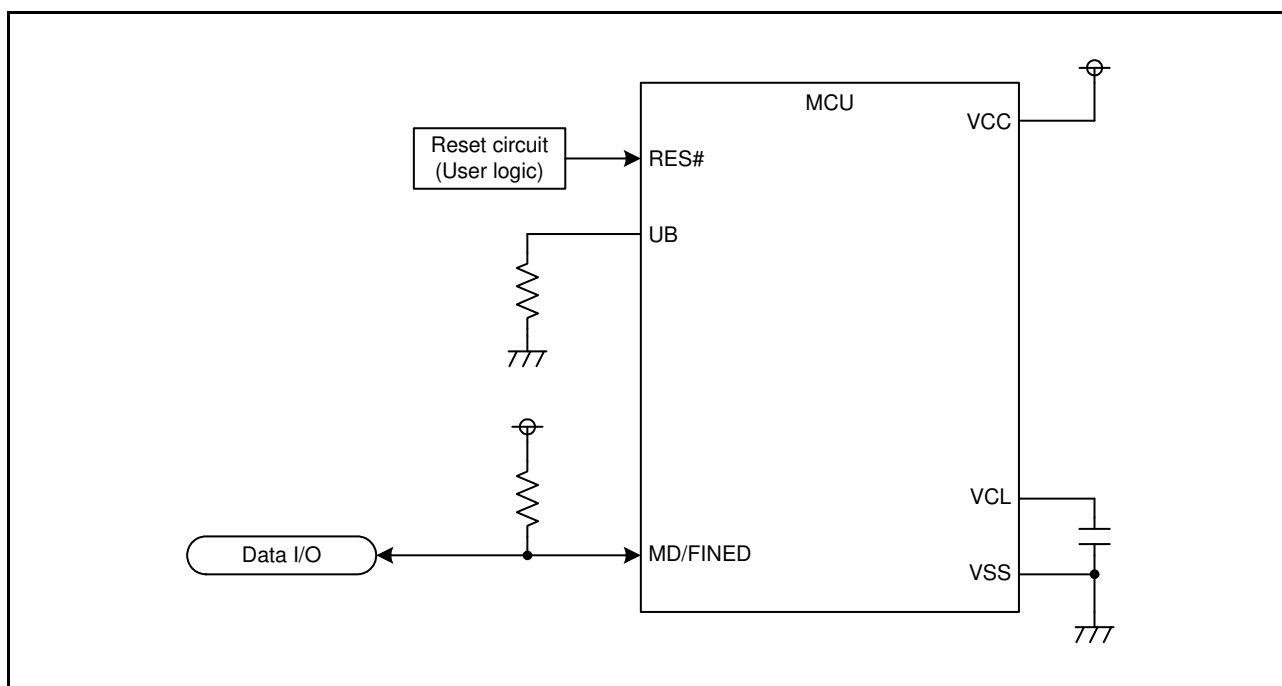 MCU
VCC
Reset circuit
(User logic)
RES#
UB
VCL
Data I/O
MD/FINED
VSS